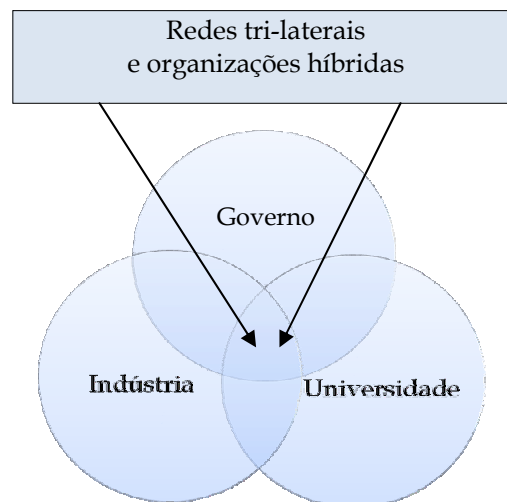 Redes tri-laterais
e organizações híbridas
Governo
Indústria
Universidade